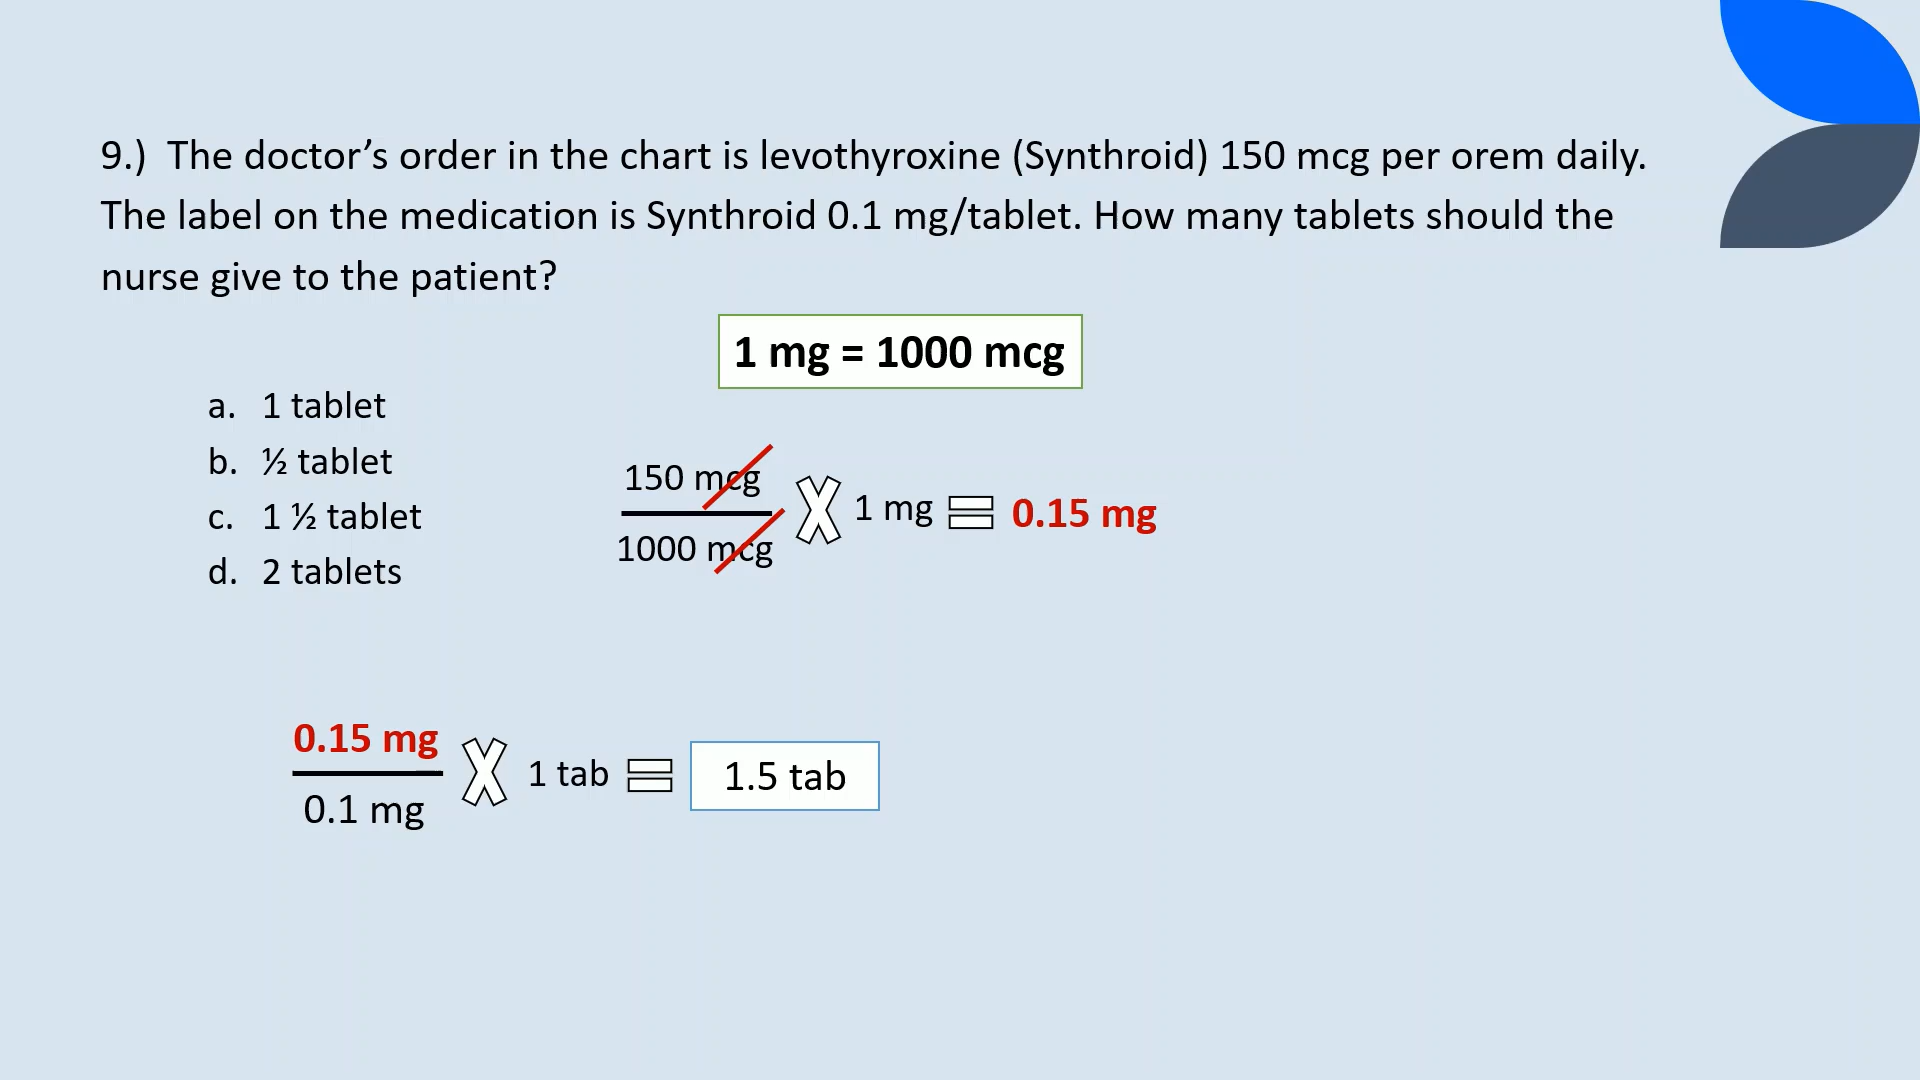 9.) The doctor’s order in the chart is levothyroxine (Synthroid) 150 mcg per orem daily.
The label on the medication is Synthroid 0.1 mg/tablet. How many tablets should the
nurse give to the patient?
1 mg = 1000 mcg
a. 1 tablet
b. ½ tablet
c. 1 ½ tablet
d. 2 tablets
150 mcg
1000 mcg
X 1 mg = 0.15 mg
0.15 mg
0.1 mg
X 1 tab = 1.5 tab